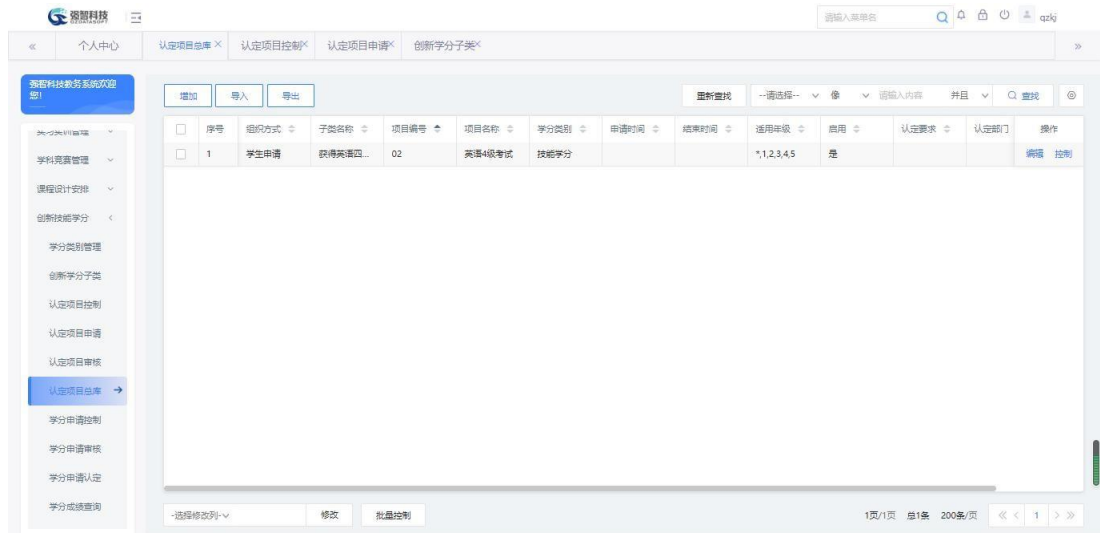 强智科技
QZDATASOFT
请输入菜单名
qzkj
个人中心
认定项目总库
认定项目控制
认定项目申请
创新学分子类
强智科技教务系统欢迎您!
增加 导入 导出 重新查找 --请选择-- 像 请输入内容 并且 查找
序号 组织方式 子类名称 项目编号 项目名称 学分类别 申请时间 结束时间 适用年级 启用 认定要求 认定部门 操作
1 学生申请 获得英语四... 02 英语4级考试 技能学分 *,1,2,3,4,5 是 编辑 控制
实习实训管理
学科竞赛管理
课程设计安排
创新技能学分
学分类别管理
创新学分子类
认定项目控制
认定项目申请
认定项目审核
认定项目总库
学分申请控制
学分申请审核
学分申请认定
学分成绩查询
-选择修改列- 修改 批量控制 1页/1页 总1条 200条/页 1